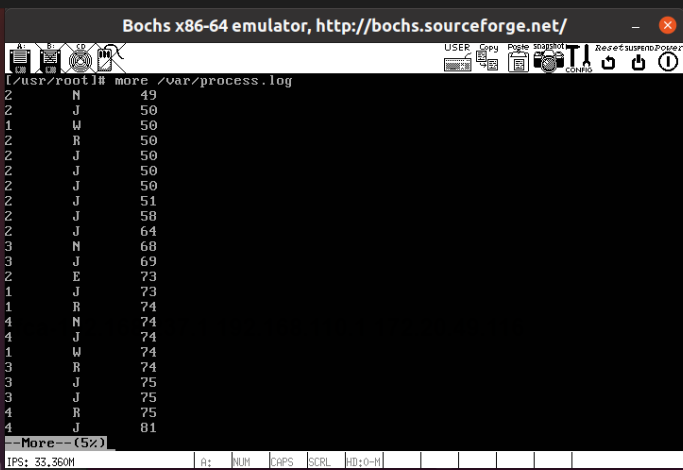 Bochs x86-64 emulator, http://bochs.sourceforge.net/
A: B: CD USER Copy Paste snapshot CONFIG Reset SUSPEND Power
[/usr/root]# more /var/process.log
2 N 49
2 J 50
1 W 50
2 R 50
2 J 50
2 J 50
2 J 50
2 J 51
2 J 58
2 J 64
3 N 68
3 J 69
2 E 73
1 J 73
1 R 74
4 N 74
4 J 74
1 W 74
3 R 74
3 J 75
3 J 75
4 R 75
4 J 81
--More--(5%)
IPS: 33.360M A: NUM CAPS SCRL HD:0-M